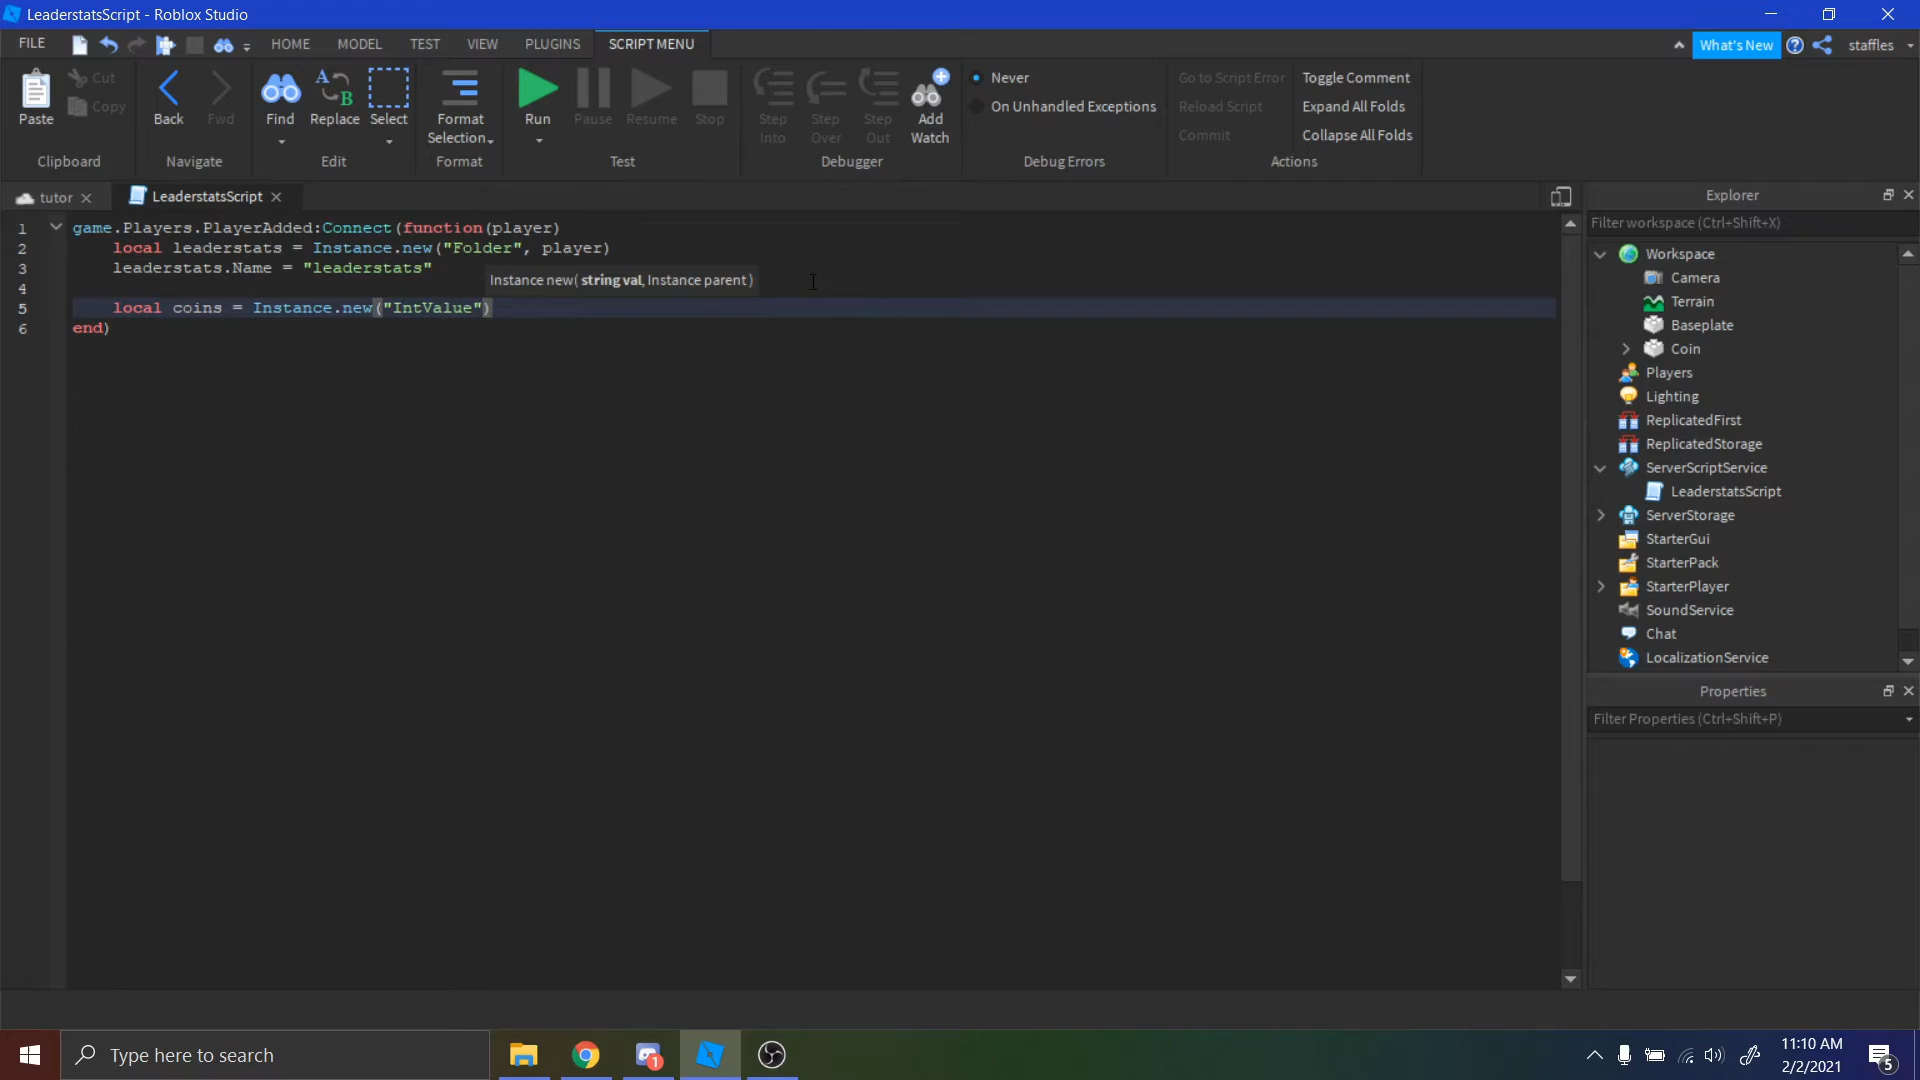 LeaderstatsScript - Roblox Studio
FILE
HOME
MODEL
TEST
VIEW
PLUGINS
SCRIPT MENU
What's New
staffles
Paste
Cut
Copy
Clipboard
Back
Fwd
Navigate
Find
Replace
Select
Edit
Format
Selection
Format
Run
Pause
Resume
Stop
Test
Step
Into
Step
Over
Step
Out
Add
Watch
Debugger
Never
On Unhandled Exceptions
Debug Errors
Go to Script Error
Reload Script
Commit
Toggle Comment
Expand All Folds
Collapse All Folds
Actions
tutor
LeaderstatsScript
1 game.Players.PlayerAdded:Connect(function(player)
2 local leaderstats = Instance.new("Folder", player)
3 leaderstats.Name = "leaderstats"
Instance new( string val, Instance parent )
4
5 local coins = Instance.new("IntValue")
6 end)
Explorer
Filter workspace (Ctrl+Shift+X)
Workspace
Camera
Terrain
Baseplate
Coin
Players
Lighting
ReplicatedFirst
ReplicatedStorage
ServerScriptService
LeaderstatsScript
ServerStorage
StarterGui
StarterPack
StarterPlayer
SoundService
Chat
LocalizationService
Properties
Filter Properties (Ctrl+Shift+P)
Type here to search
1
11:10 AM
2/2/2021
5